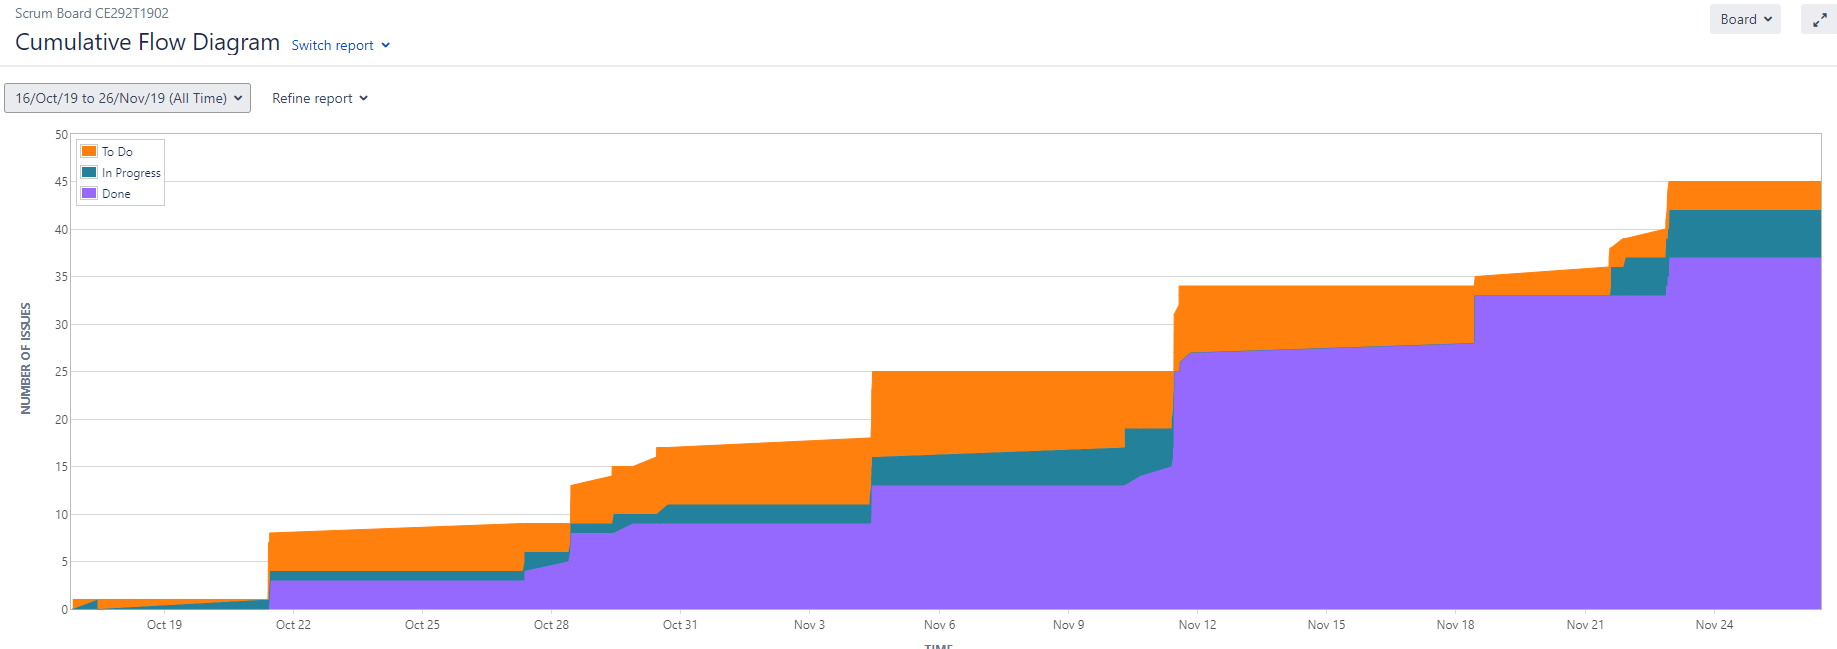 Scrum Board CE292T1902
Board
Cumulative Flow Diagram Switch report
16/Oct/19 to 26/Nov/19 (All Time) Refine report
50
45
40
35
30
25
20
15
10
5
0
NUMBER OF ISSUES
To Do
In Progress
Done
Oct 19 Oct 22 Oct 25 Oct 28 Oct 31 Nov 3 Nov 6 Nov 9 Nov 12 Nov 15 Nov 18 Nov 21 Nov 24
TIME